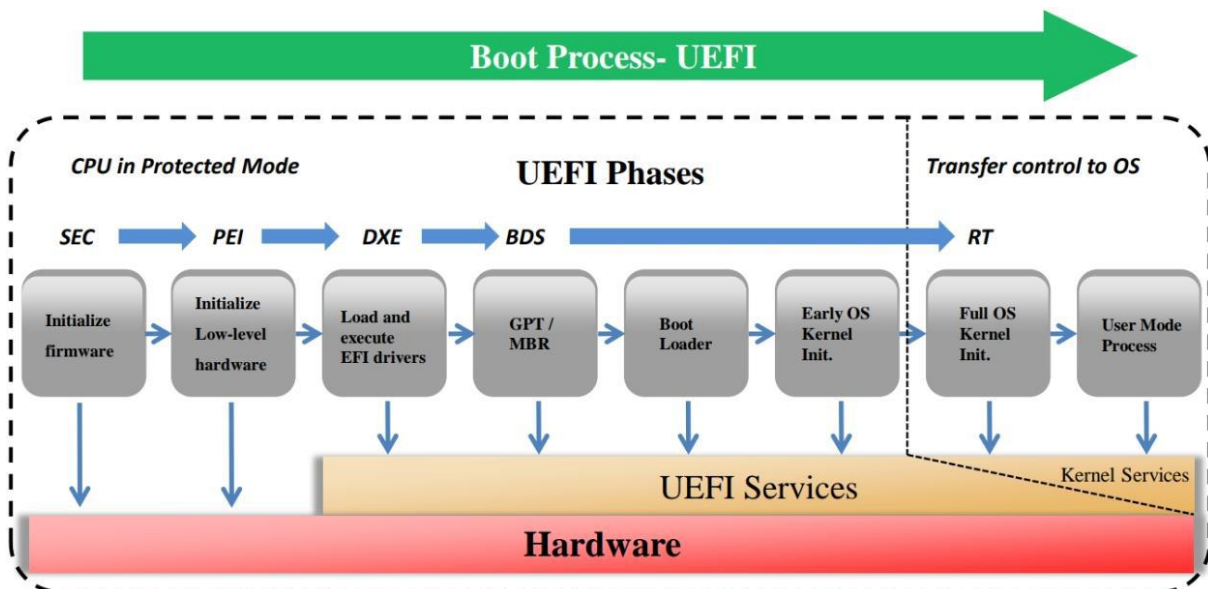 Boot Process- UEFI
CPU in Protected Mode
UEFI Phases
Transfer control to OS
SEC
PEI
DXE
BDS
RT
Initialize
firmware
Initialize
Low-level
hardware
Load and
execute
EFI drivers
GPT /
MBR
Boot
Loader
Early OS
Kernel
Init.
Full OS
Kernel
Init.
User Mode
Process
UEFI Services
Kernel Services
Hardware